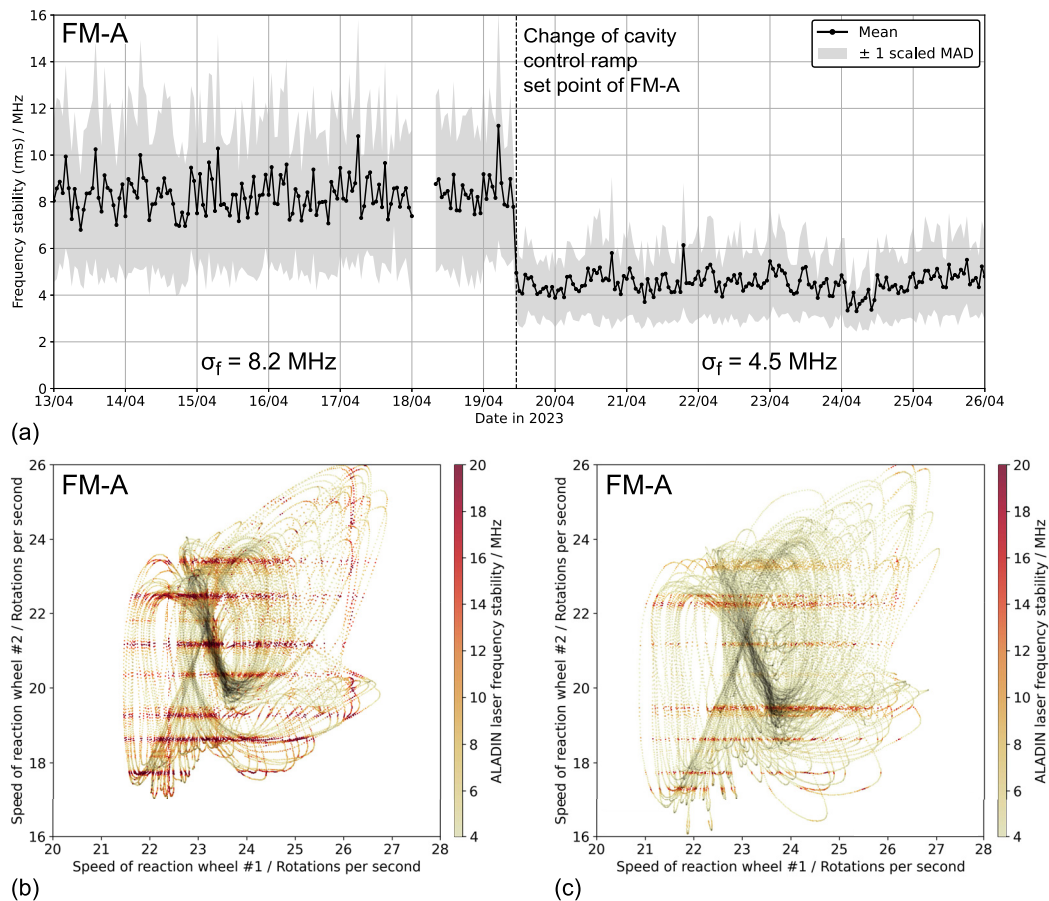 FM-A
Change of cavity
control ramp
set point of FM-A
Mean
± 1 scaled MAD
Frequency stability (rms) / MHz
16
14
12
10
8
6
4
2
0
σf = 8.2 MHz
σf = 4.5 MHz
13/04 14/04 15/04 16/04 17/04 18/04 19/04 20/04 21/04 22/04 23/04 24/04 25/04 26/04
Date in 2023
(a)
FM-A
Speed of reaction wheel #2 / Rotations per second
26
24
22
20
18
16
20 21 22 23 24 25 26 27 28
Speed of reaction wheel #1 / Rotations per second
20
18
16
14
12
10
8
6
4
ALADIN laser frequency stability / MHz
(b)
FM-A
Speed of reaction wheel #2 / Rotations per second
26
24
22
20
18
16
20 21 22 23 24 25 26 27 28
Speed of reaction wheel #1 / Rotations per second
20
18
16
14
12
10
8
6
4
ALADIN laser frequency stability / MHz
(c)